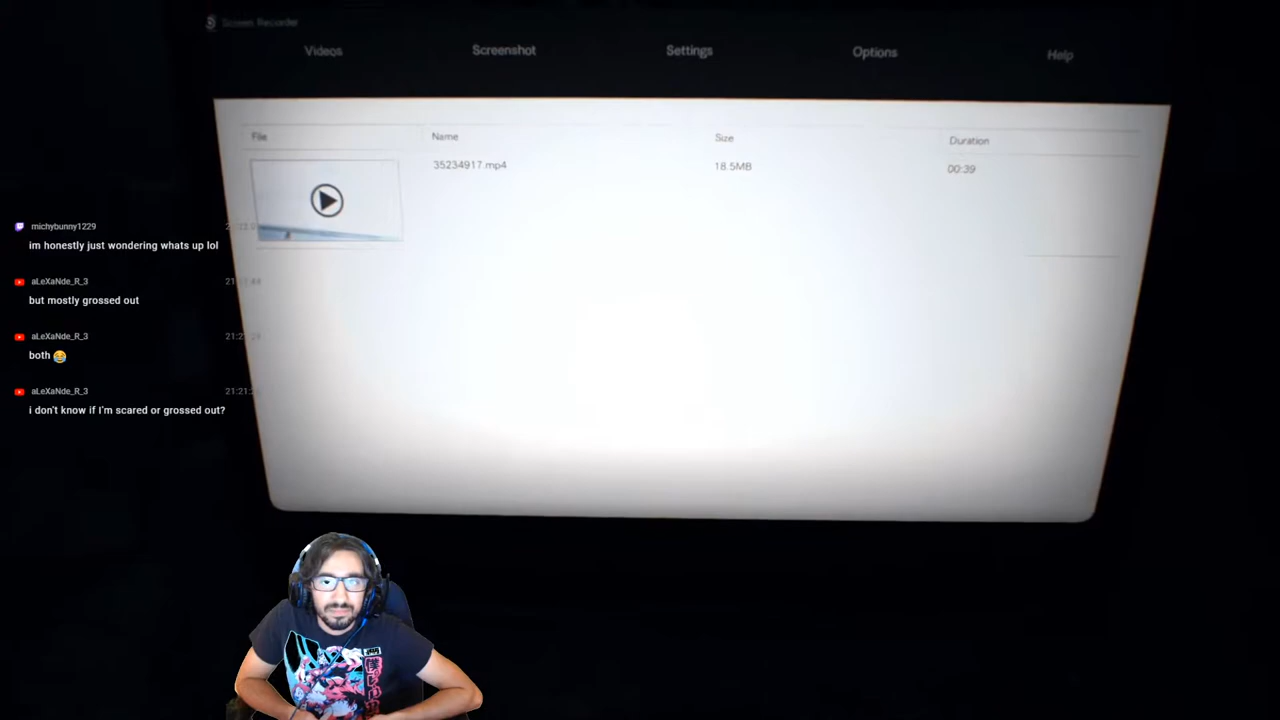 Screen Recorder
Videos Screenshot Settings Options Help
File Name Size Duration
35234917.mp4 18.5MB 00:39
michybunny1229
im honestly just wondering whats up lol
aLeXaNde_R_3
but mostly grossed out
aLeXaNde_R_3
both 😂
aLeXaNde_R_3
i don't know if I'm scared or grossed out?